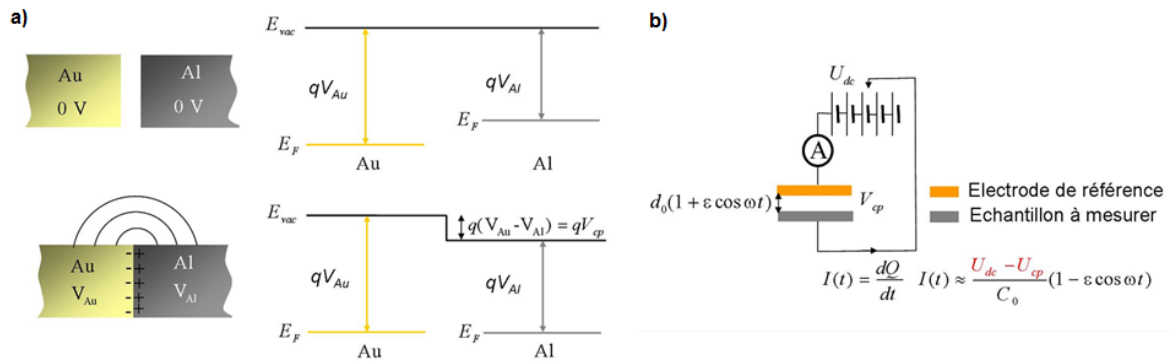 a)
Au
0 V
Al
0 V
E_vac
qV_Au
qV_Al
E_F
E_F
Au
Al
Au
V_Au
- - - - -
+ + + + +
Al
V_Al
E_vac
q(V_Au - V_Al) = qV_cp
qV_Au
qV_Al
E_F
E_F
Au
Al
b)
U_dc
A
d_0(1 + ε cos ωt)
V_cp
Electrode de référence
Echantillon à mesurer
I(t) = dQ/dt I(t) ≈ (U_dc − U_cp)/C_0 (1 − ε cos ωt)